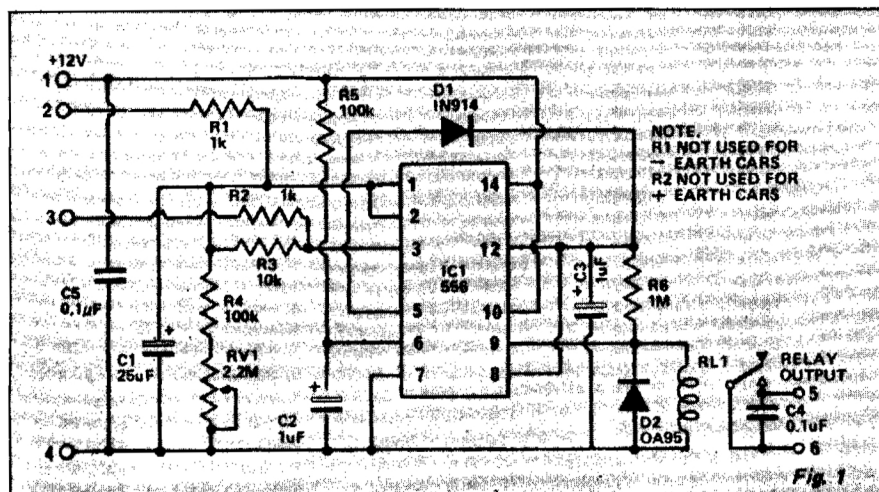 +12V
1
2
3
4
R1
1k
R5
100k
D1
IN914
NOTE.
R1 NOT USED FOR
— EARTH CARS
R2 NOT USED FOR
+ EARTH CARS
R2
1k
R3
10k
R4
100k
RV1
2.2M
C5
0.1µF
C1
25uF
+
C2
1uF
+
1
2
3
5
6
7
14
12
10
9
8
IC1
556
C3
1uF
+
R6
1M
D2
OA95
RL1
RELAY
OUTPUT
5
C4
0.1uF
6
Fig. 1